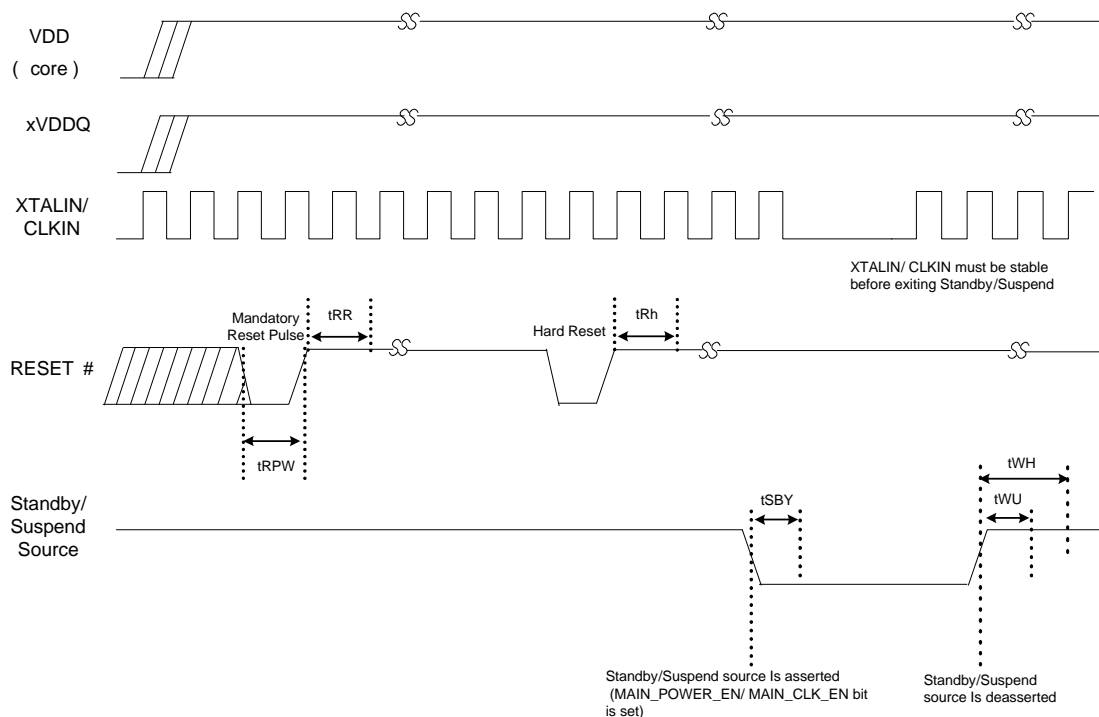 VDD
( core )
xVDDQ
XTALIN/
CLKIN
XTALIN/ CLKIN must be stable
before exiting Standby/Suspend
Mandatory
Reset Pulse
tRR
Hard Reset
tRh
RESET #
tRPW
tWH
tSBY
tWU
Standby/
Suspend
Source
Standby/Suspend source Is asserted
(MAIN_POWER_EN/ MAIN_CLK_EN bit
is set)
Standby/Suspend
source Is deasserted